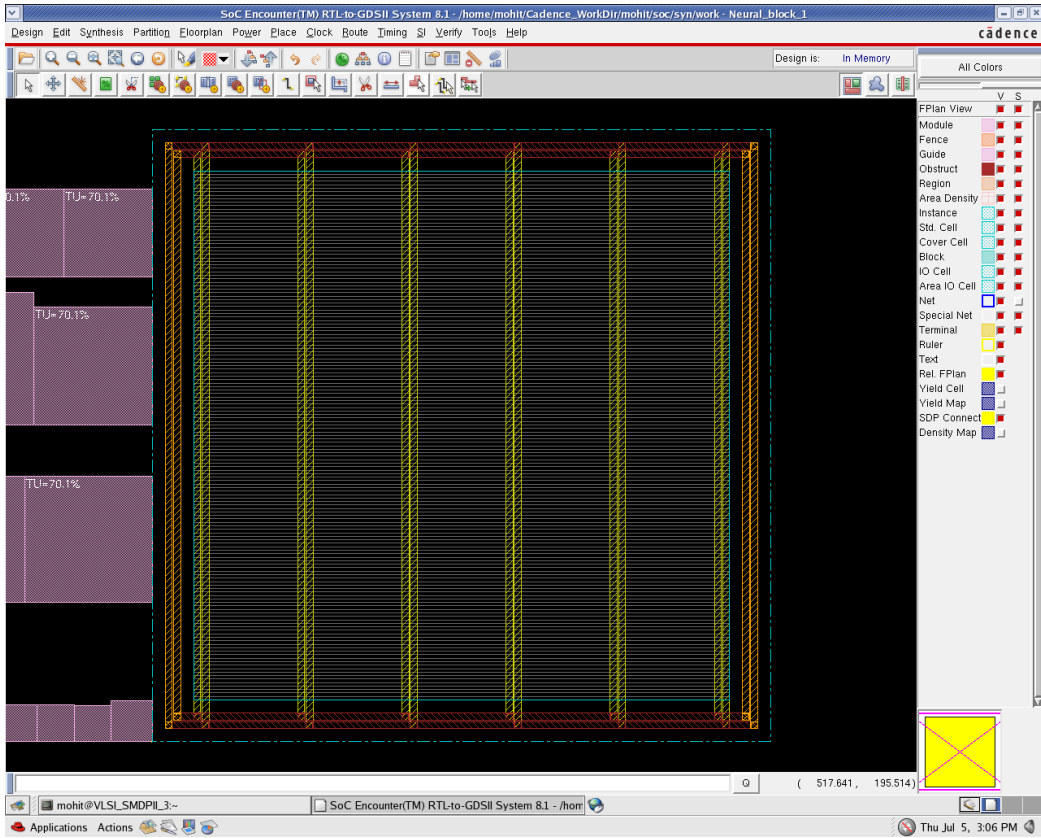 SoC Encounter(TM) RTL-to-GDSII System 8.1 - /home/mohit/Cadence_WorkDir/mohit/soc/syn/work - Neural_block_1
Design Edit Synthesis Partition Floorplan Power Place Clock Route Timing SI Verify Tools Help
cādence
Design is: In Memory
All Colors
V S
FPlan View
Module
Fence
Guide
Obstruct
Region
Area Density
Instance
Std. Cell
Cover Cell
Block
IO Cell
Area IO Cell
Net
Special Net
Terminal
Ruler
Text
Rel. FPlan
Yield Cell
Yield Map
SDP Connect
Density Map
0.1% TU=70.1%
TU=70.1%
TU=70.1%
Q ( 517.641, 195.514)
mohit@VLSI_SMDPII_3:~ SoC Encounter(TM) RTL-to-GDSII System 8.1 - /hom
Applications Actions Thu Jul 5, 3:06 PM